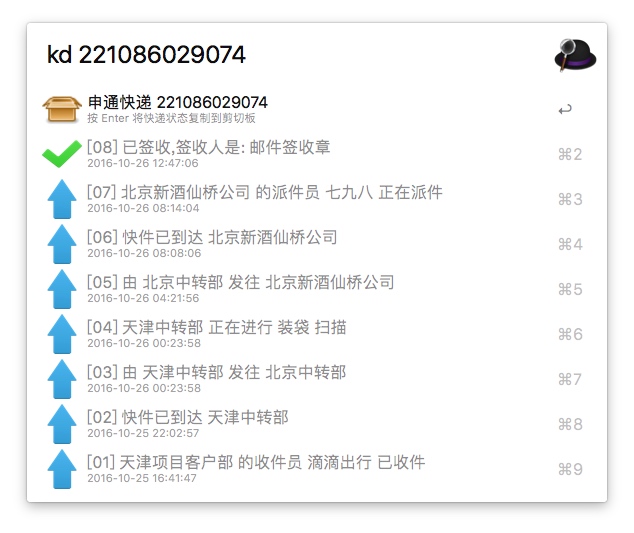 kd 221086029074
申通快递 221086029074
按 Enter 将快递状态复制到剪切板
↩
[08] 已签收,签收人是: 邮件签收章
2016-10-26 12:47:06
⌘2
[07] 北京新酒仙桥公司 的派件员 七九八 正在派件
2016-10-26 08:14:04
⌘3
[06] 快件已到达 北京新酒仙桥公司
2016-10-26 08:08:06
⌘4
[05] 由 北京中转部 发往 北京新酒仙桥公司
2016-10-26 04:21:56
⌘5
[04] 天津中转部 正在进行 装袋 扫描
2016-10-26 00:23:58
⌘6
[03] 由 天津中转部 发往 北京中转部
2016-10-26 00:23:58
⌘7
[02] 快件已到达 天津中转部
2016-10-25 22:02:57
⌘8
[01] 天津项目客户部 的收件员 滴滴出行 已收件
2016-10-25 16:41:47
⌘9